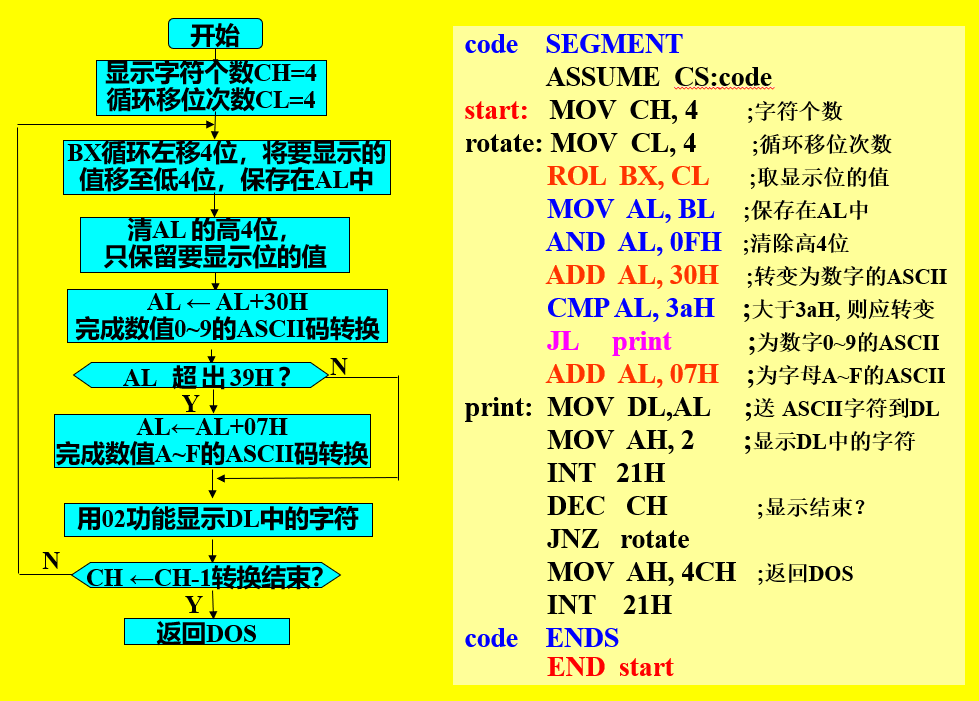 开始
显示字符个数CH=4
循环移位次数CL=4
BX循环左移4位，将要显示的
值移至低4位，保存在AL中
清AL 的高4位，
只保留要显示位的值
AL ← AL+30H
完成数值0~9的ASCII码转换
AL 超出39H？
N
Y
AL←AL+07H
完成数值A~F的ASCII码转换
用02功能显示DL中的字符
N
CH ←CH-1转换结束?
Y
返回DOS
code SEGMENT
ASSUME CS:code
start: MOV CH, 4 ;字符个数
rotate: MOV CL, 4 ;循环移位次数
ROL BX, CL ;取显示位的值
MOV AL, BL ;保存在AL中
AND AL, 0FH ;清除高4位
ADD AL, 30H ;转变为数字的ASCII
CMP AL, 3aH ;大于3aH, 则应转变
JL print ;为数字0~9的ASCII
ADD AL, 07H ;为字母A~F的ASCII
print: MOV DL,AL ;送 ASCII字符到DL
MOV AH, 2 ;显示DL中的字符
INT 21H
DEC CH ;显示结束？
JNZ rotate
MOV AH, 4CH ;返回DOS
INT 21H
code ENDS
END start